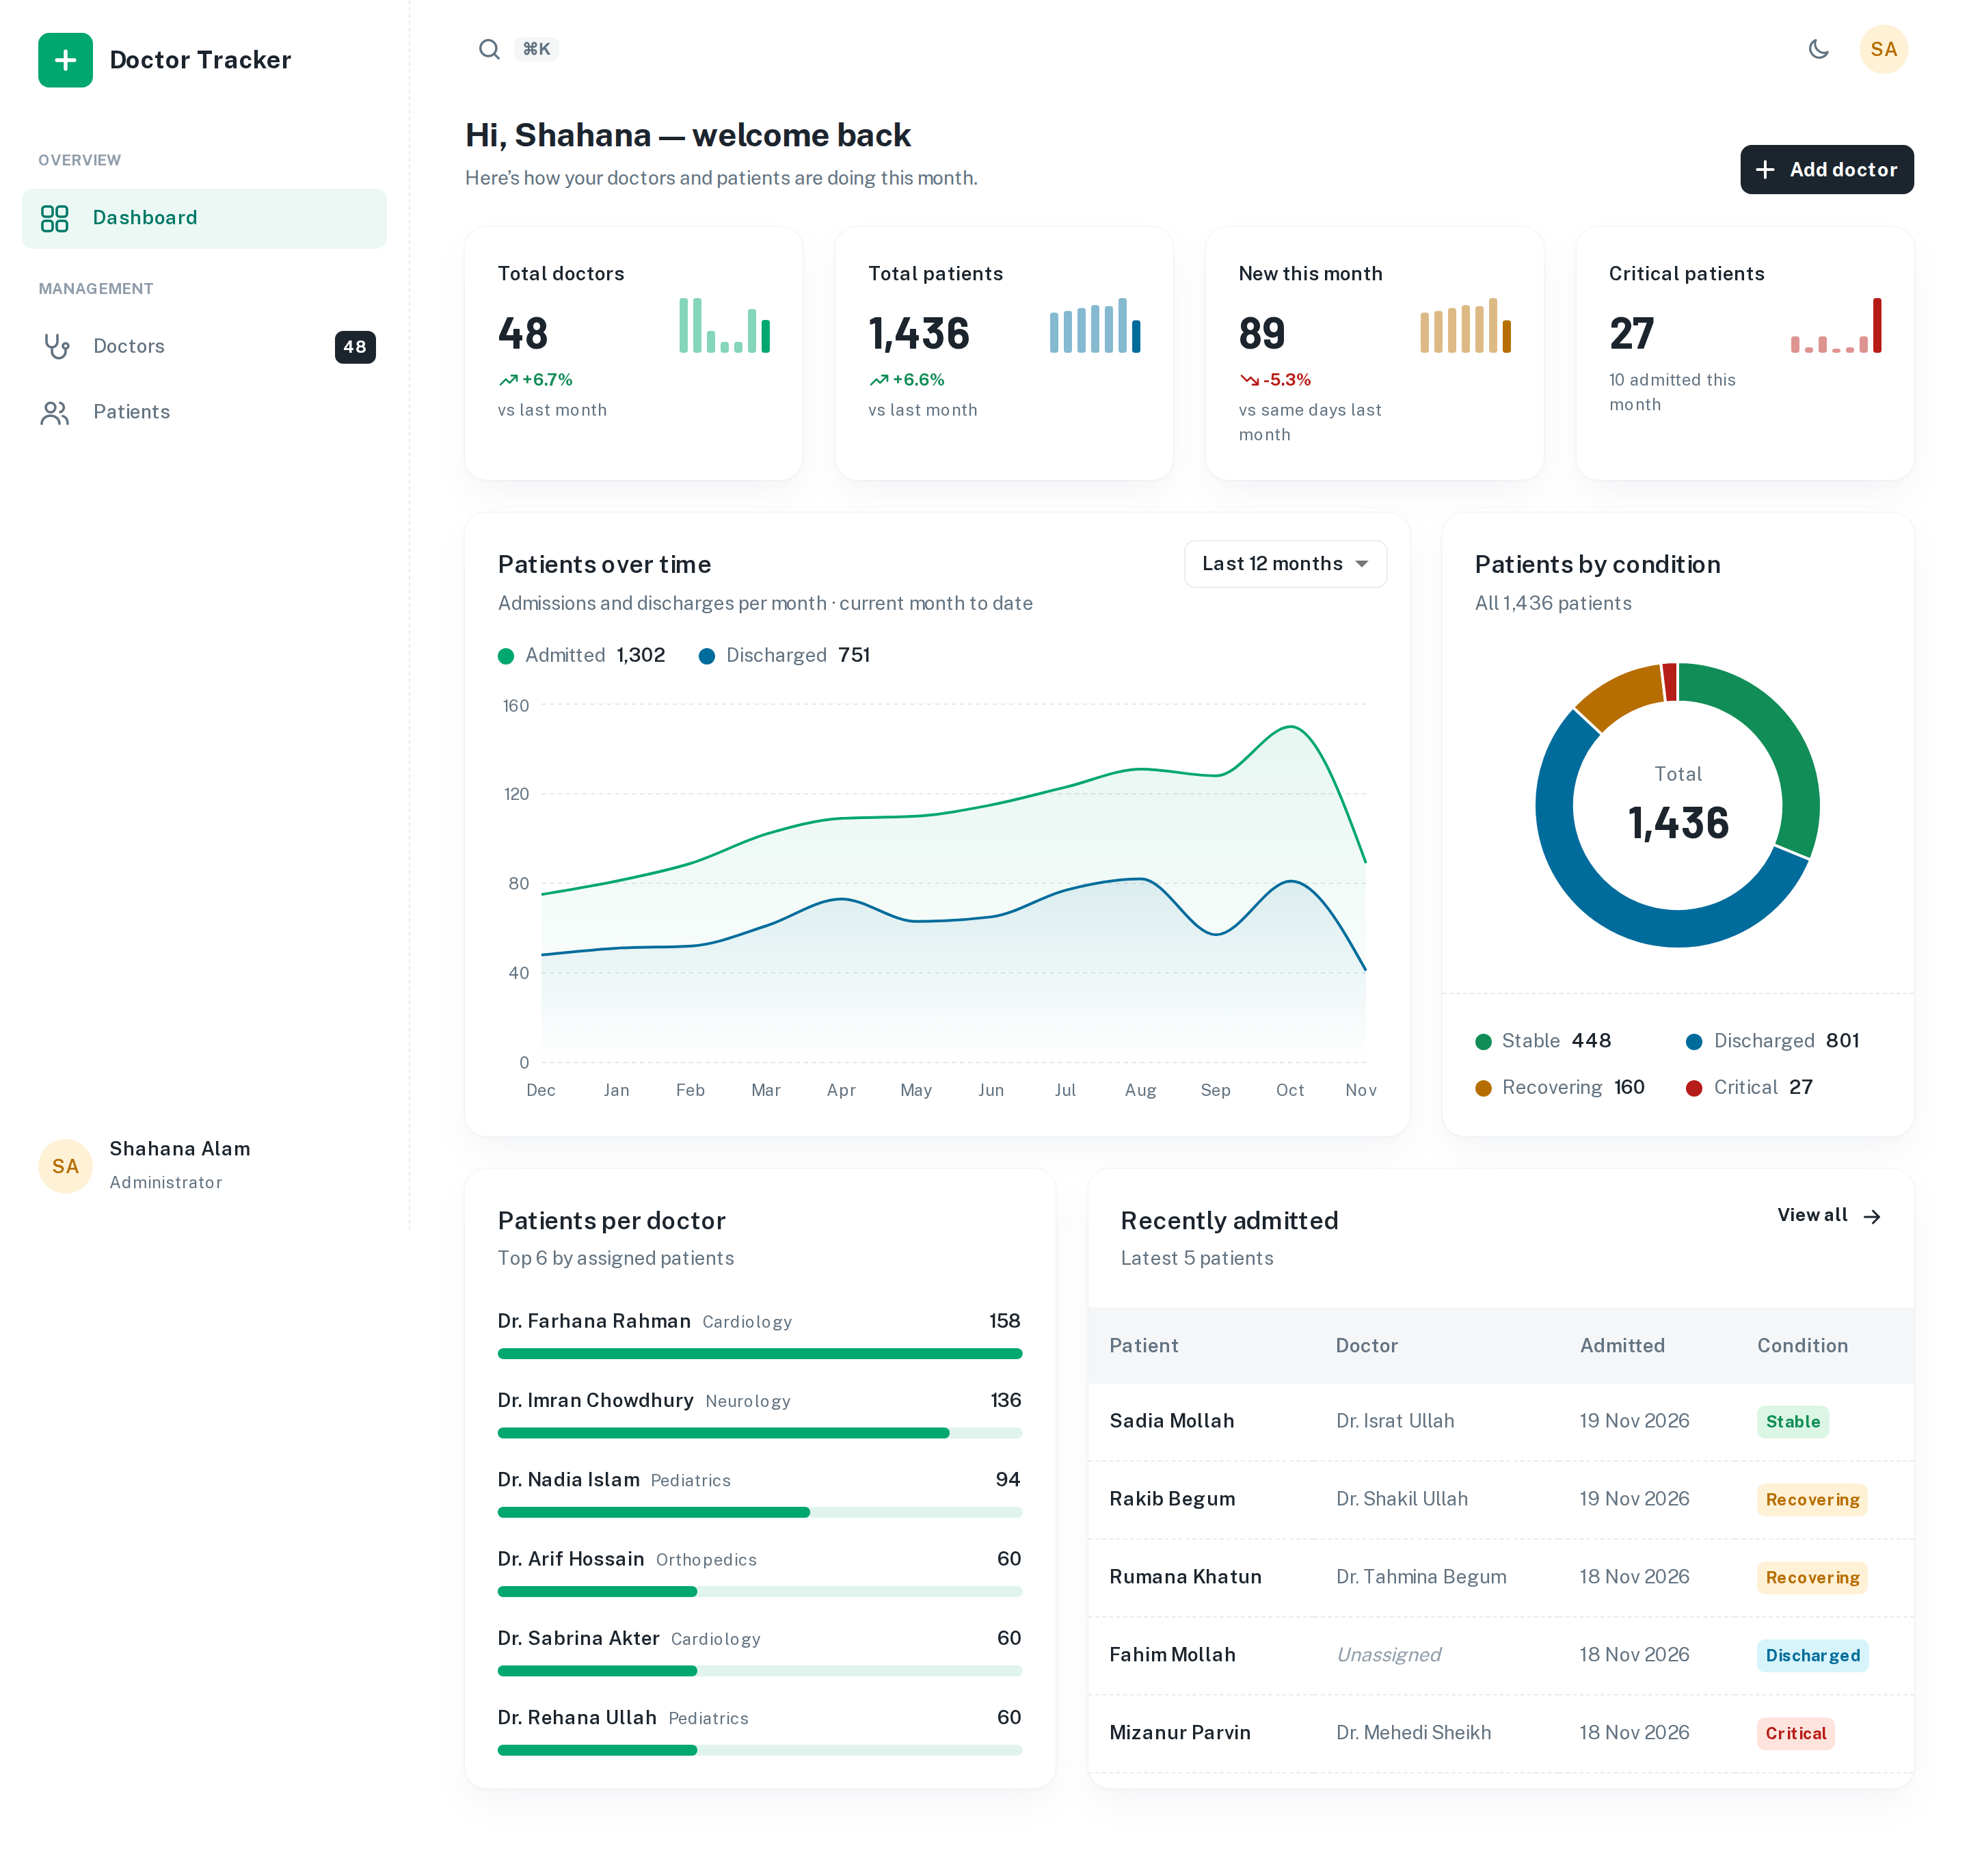 Doctor Tracker
⌘K
SA
OVERVIEW
Dashboard
MANAGEMENT
Doctors 48
Patients
Shahana Alam
SA
Administrator
Hi, Shahana — welcome back
Here's how your doctors and patients are doing this month.
Add doctor
Total doctors
48
+6.7%
vs last month
Total patients
1,436
+6.6%
vs last month
New this month
89
-5.3%
vs same days last
month
Critical patients
27
10 admitted this
month
Patients over time
Last 12 months
Admissions and discharges per month · current month to date
Admitted 1,302 Discharged 751
160
120
80
40
0
Dec Jan Feb Mar Apr May Jun Jul Aug Sep Oct Nov
Patients by condition
All 1,436 patients
Total
1,436
Stable 448 Discharged 801
Recovering 160 Critical 27
Patients per doctor
Top 6 by assigned patients
Dr. Farhana Rahman Cardiology 158
Dr. Imran Chowdhury Neurology 136
Dr. Nadia Islam Pediatrics 94
Dr. Arif Hossain Orthopedics 60
Dr. Sabrina Akter Cardiology 60
Dr. Rehana Ullah Pediatrics 60
Recently admitted
View all
Latest 5 patients
Patient Doctor Admitted Condition
Sadia Mollah Dr. Israt Ullah 19 Nov 2026 Stable
Rakib Begum Dr. Shakil Ullah 19 Nov 2026 Recovering
Rumana Khatun Dr. Tahmina Begum 18 Nov 2026 Recovering
Fahim Mollah Unassigned 18 Nov 2026 Discharged
Mizanur Parvin Dr. Mehedi Sheikh 18 Nov 2026 Critical